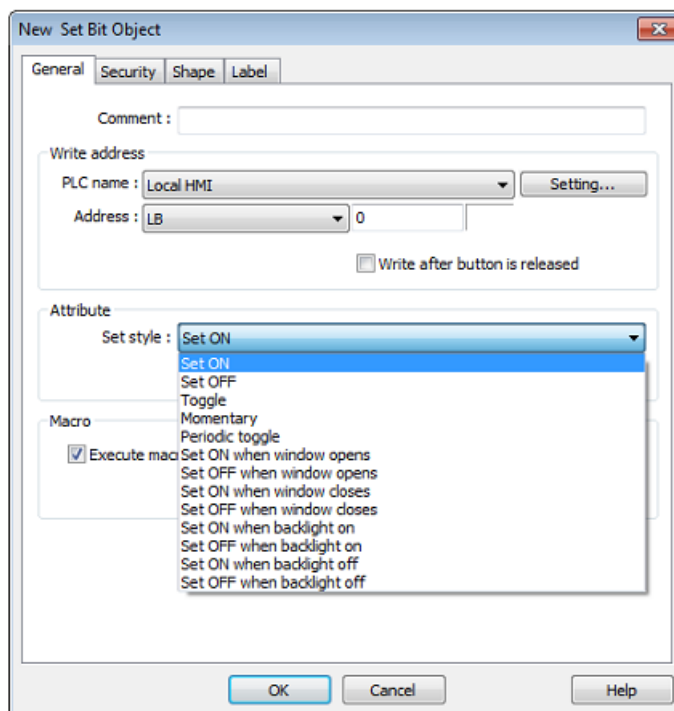 New Set Bit Object
General Security Shape Label
Comment :
Write address
PLC name : Local HMI Setting...
Address : LB 0
Write after button is released
Attribute
Set style : Set ON
Set ON
Set OFF
Toggle
Momentary
Macro
Periodic toggle
Execute mac
Set ON when window opens
Set OFF when window opens
Set ON when window closes
Set OFF when window closes
Set ON when backlight on
Set OFF when backlight on
Set ON when backlight off
Set OFF when backlight off
OK Cancel Help